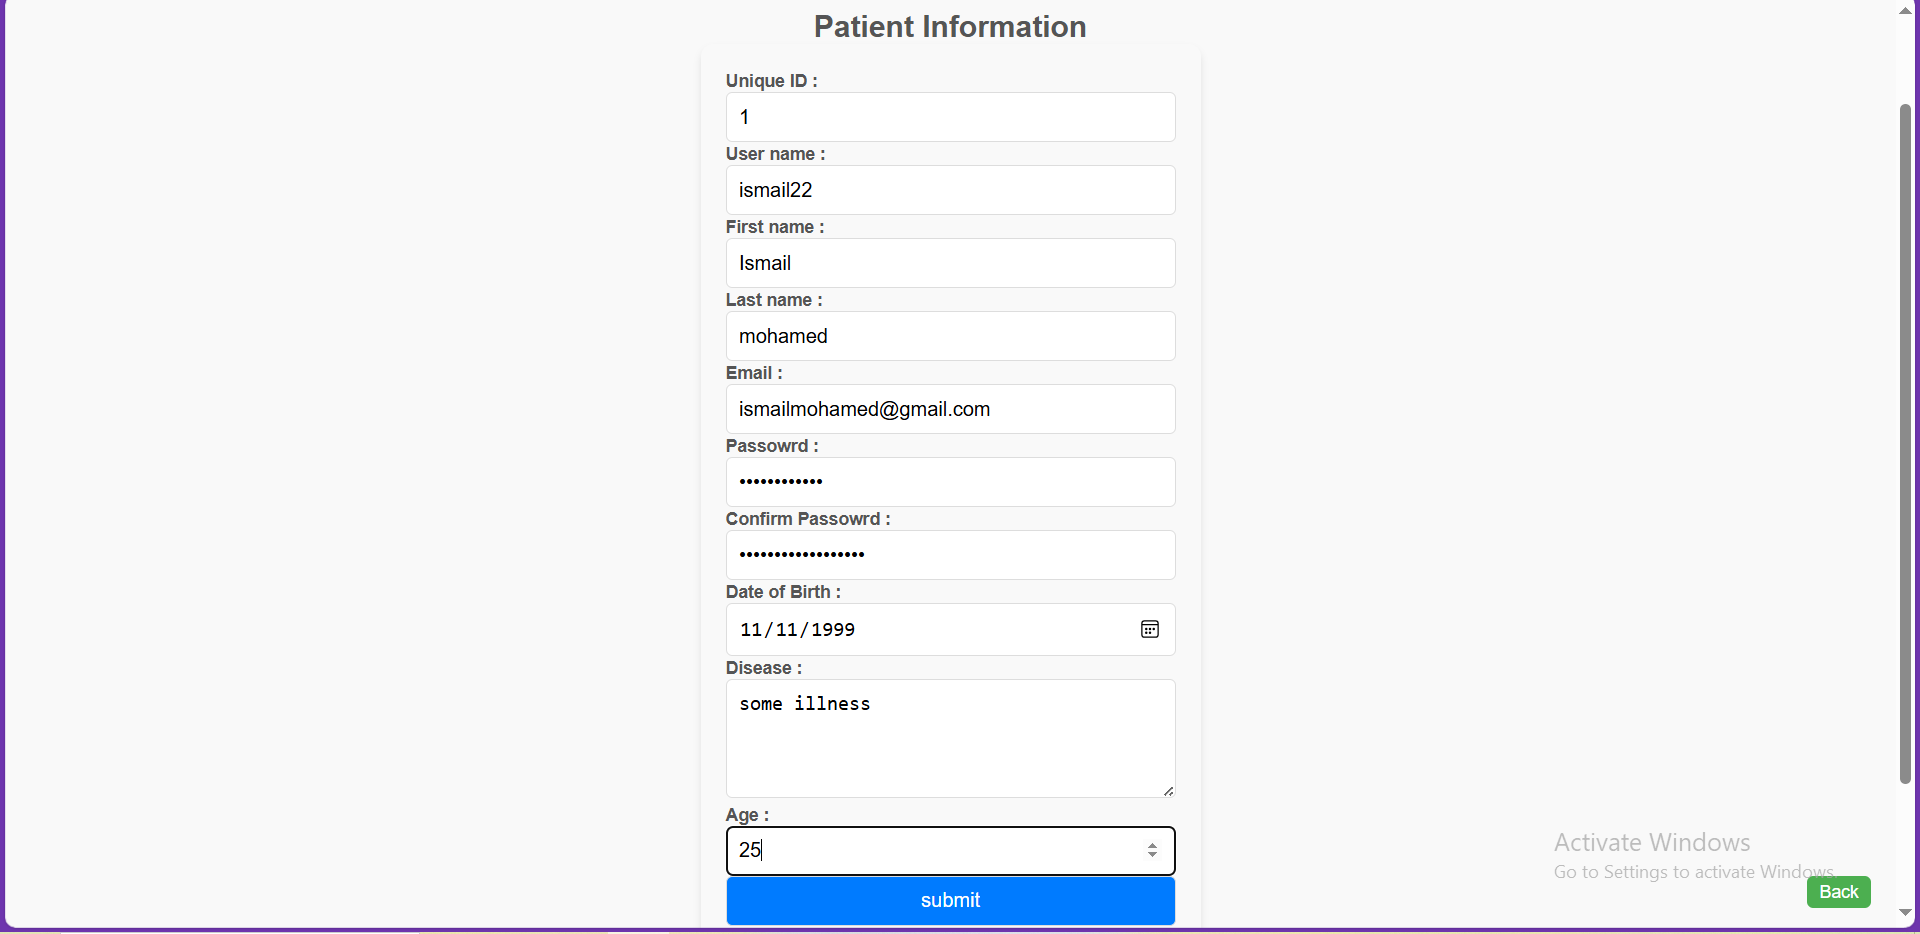 Patient Information
Unique ID :
1
User name :
ismail22
First name :
Ismail
Last name :
mohamed
Email :
ismailmohamed@gmail.com
Passowrd :
••••••••••••
Confirm Passowrd :
••••••••••••••••••
Date of Birth :
11/11/1999
Disease :
some illness
Age :
25
submit
Activate Windows
Go to Settings to activate Windows.
Back